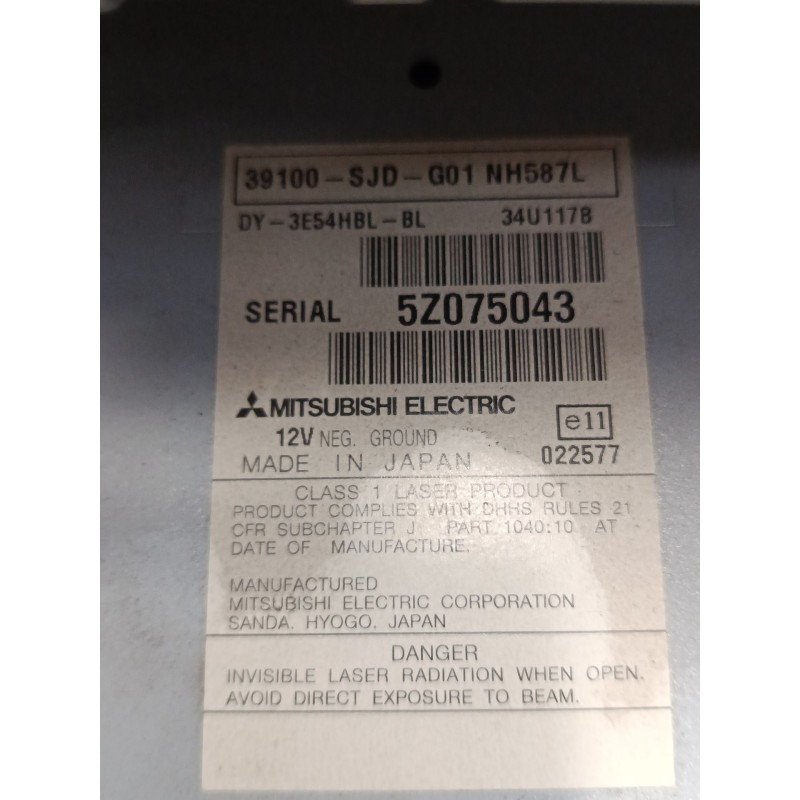 39100-SJD-G01 NH587L
DY-3E54HBL-BL 34U117B
SERIAL 5Z075043
MITSUBISHI ELECTRIC
12V NEG. GROUND e11
MADE IN JAPAN 022577
CLASS 1 LASER PRODUCT
PRODUCT COMPLIES WITH DHHS RULES 21
CFR SUBCHAPTER J PART 1040:10 AT
DATE OF MANUFACTURE.
MANUFACTURED
MITSUBISHI ELECTRIC CORPORATION
SANDA. HYOGO. JAPAN
DANGER
INVISIBLE LASER RADIATION WHEN OPEN.
AVOID DIRECT EXPOSURE TO BEAM.